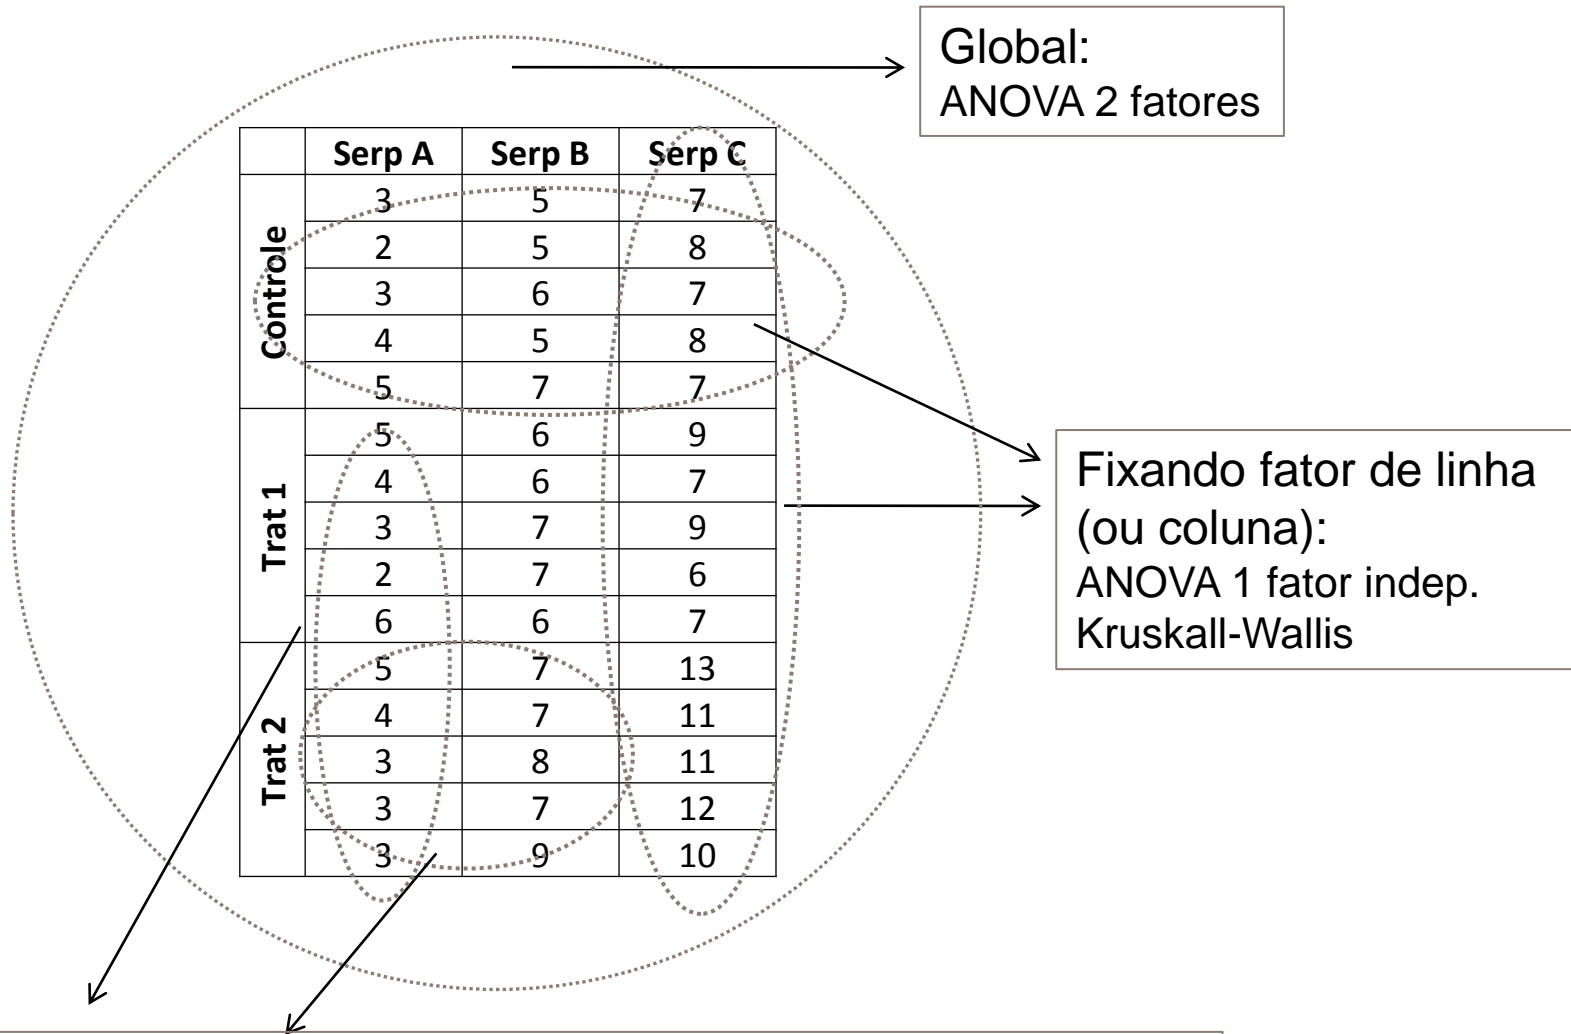 Global:
ANOVA 2 fatores
Serp A Serp B Serp C
Controle
3 5 7
2 5 8
3 6 7
4 5 8
5 7 7
Trat 1
5 6 9
4 6 7
3 7 9
2 7 6
6 6 7
Trat 2
5 7 13
4 7 11
3 8 11
3 7 12
3 9 10
Fixando fator de linha
(ou coluna):
ANOVA 1 fator indep.
Kruskall-Wallis